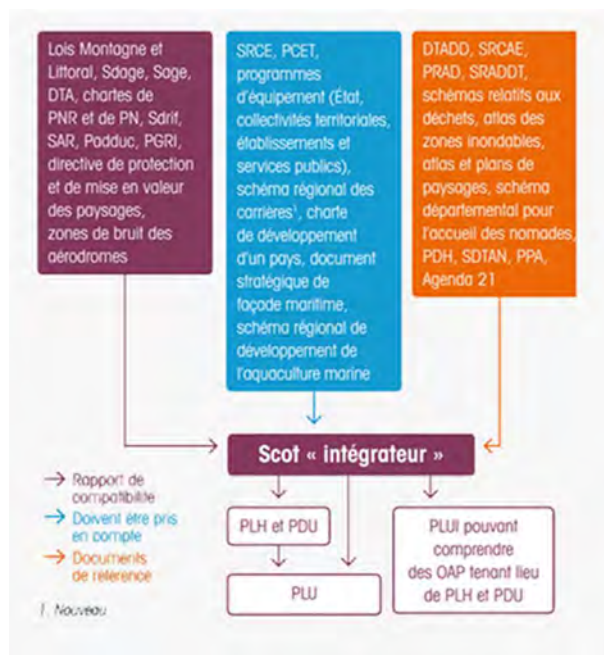 Lois Montagne et
Littoral, Sdage, Sage,
DTA, chartes de
PNR et de PN, Sdrif,
SAR, Padduc, PGRI,
directive de protection
et de mise en valeur
des paysages,
zones de bruit des
aérodromes
SRCE, PCET,
programmes
d'équipement (État,
collectivités territoriales,
établissements et
services publics),
schéma régional des
carrières¹, charte
de développement
d'un pays, document
stratégique de
façade maritime,
schéma régional de
développement de
l'aquaculture marine
DTADD, SRCAE,
PRAD, SRADDT,
schémas relatifs aux
déchets, atlas des
zones inondables,
atlas et plans de
paysages, schéma
départemental pour
l'accueil des nomades,
PDH, SDTAN, PPA,
Agenda 21
Scot « intégrateur »
Rapport de
compatibilité
Doivent être pris
en compte
Documents
de référence
1. Nouveau
PLH et PDU
PLU
PLUI pouvant
comprendre
des OAP tenant lieu
de PLH et PDU